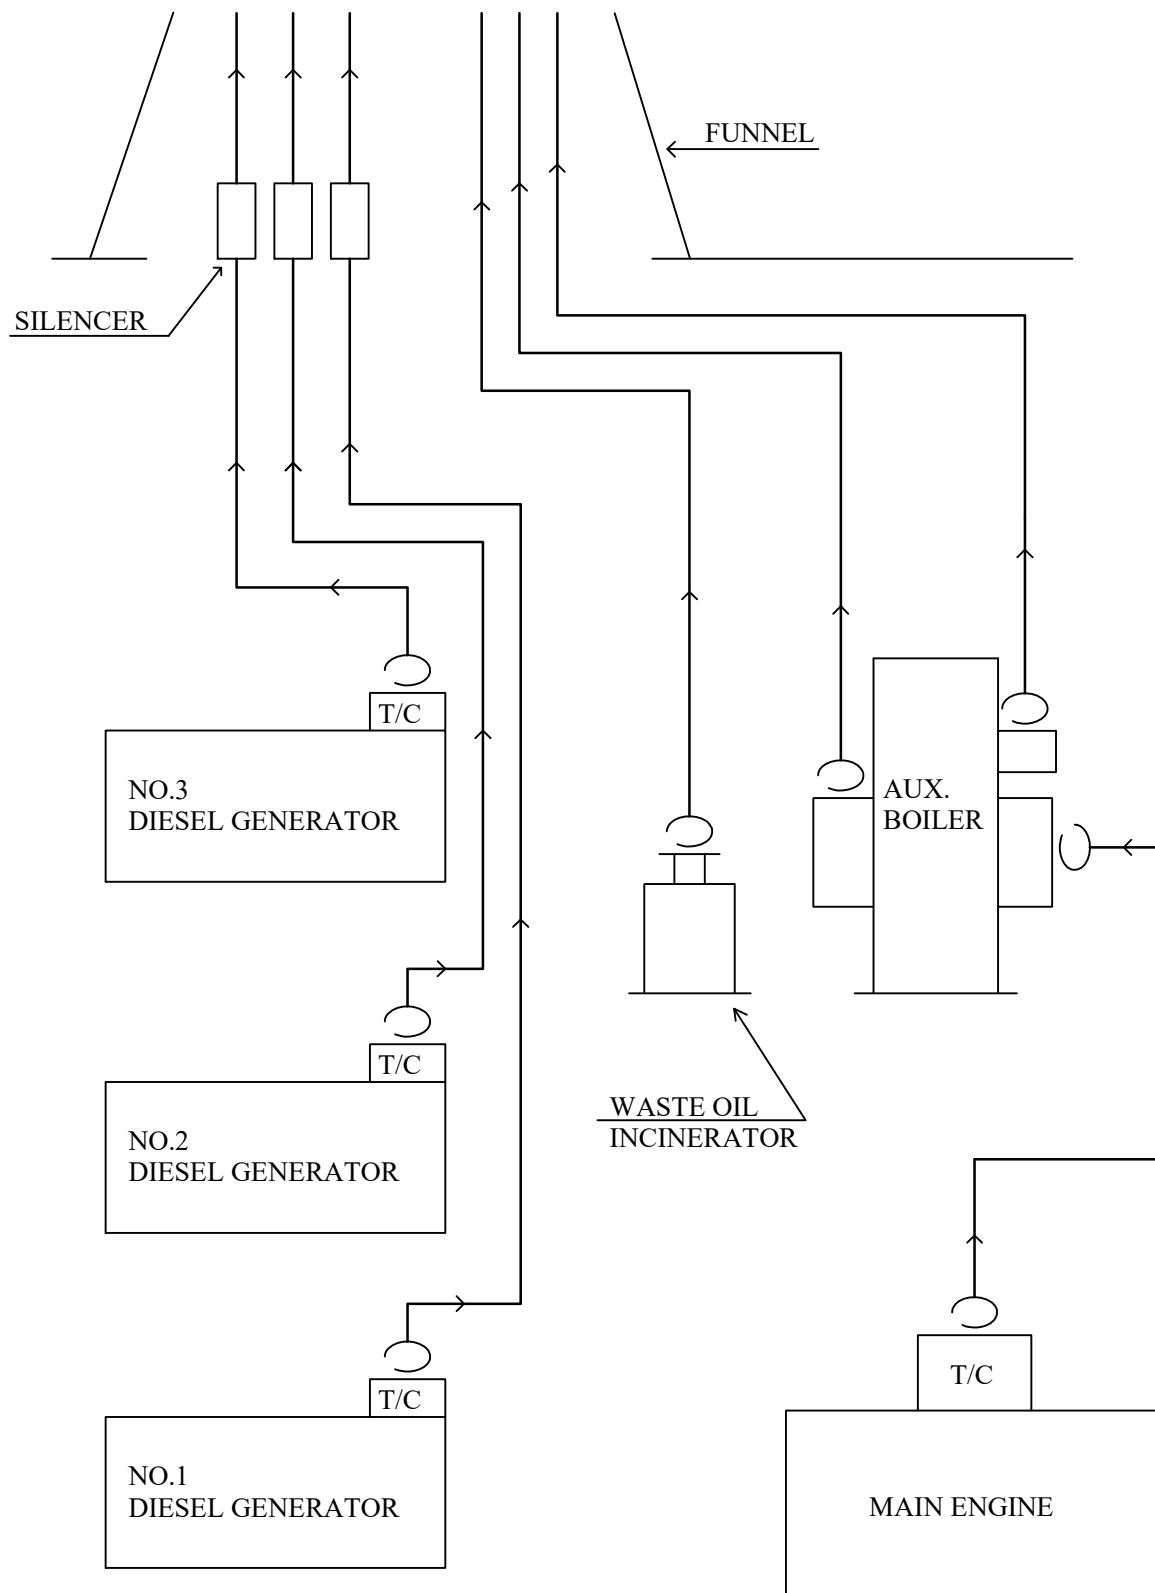 FUNNEL
SILENCER
T/C
NO.3
DIESEL GENERATOR
AUX.
BOILER
T/C
NO.2
DIESEL GENERATOR
WASTE OIL
INCINERATOR
T/C
NO.1
DIESEL GENERATOR
T/C
MAIN ENGINE